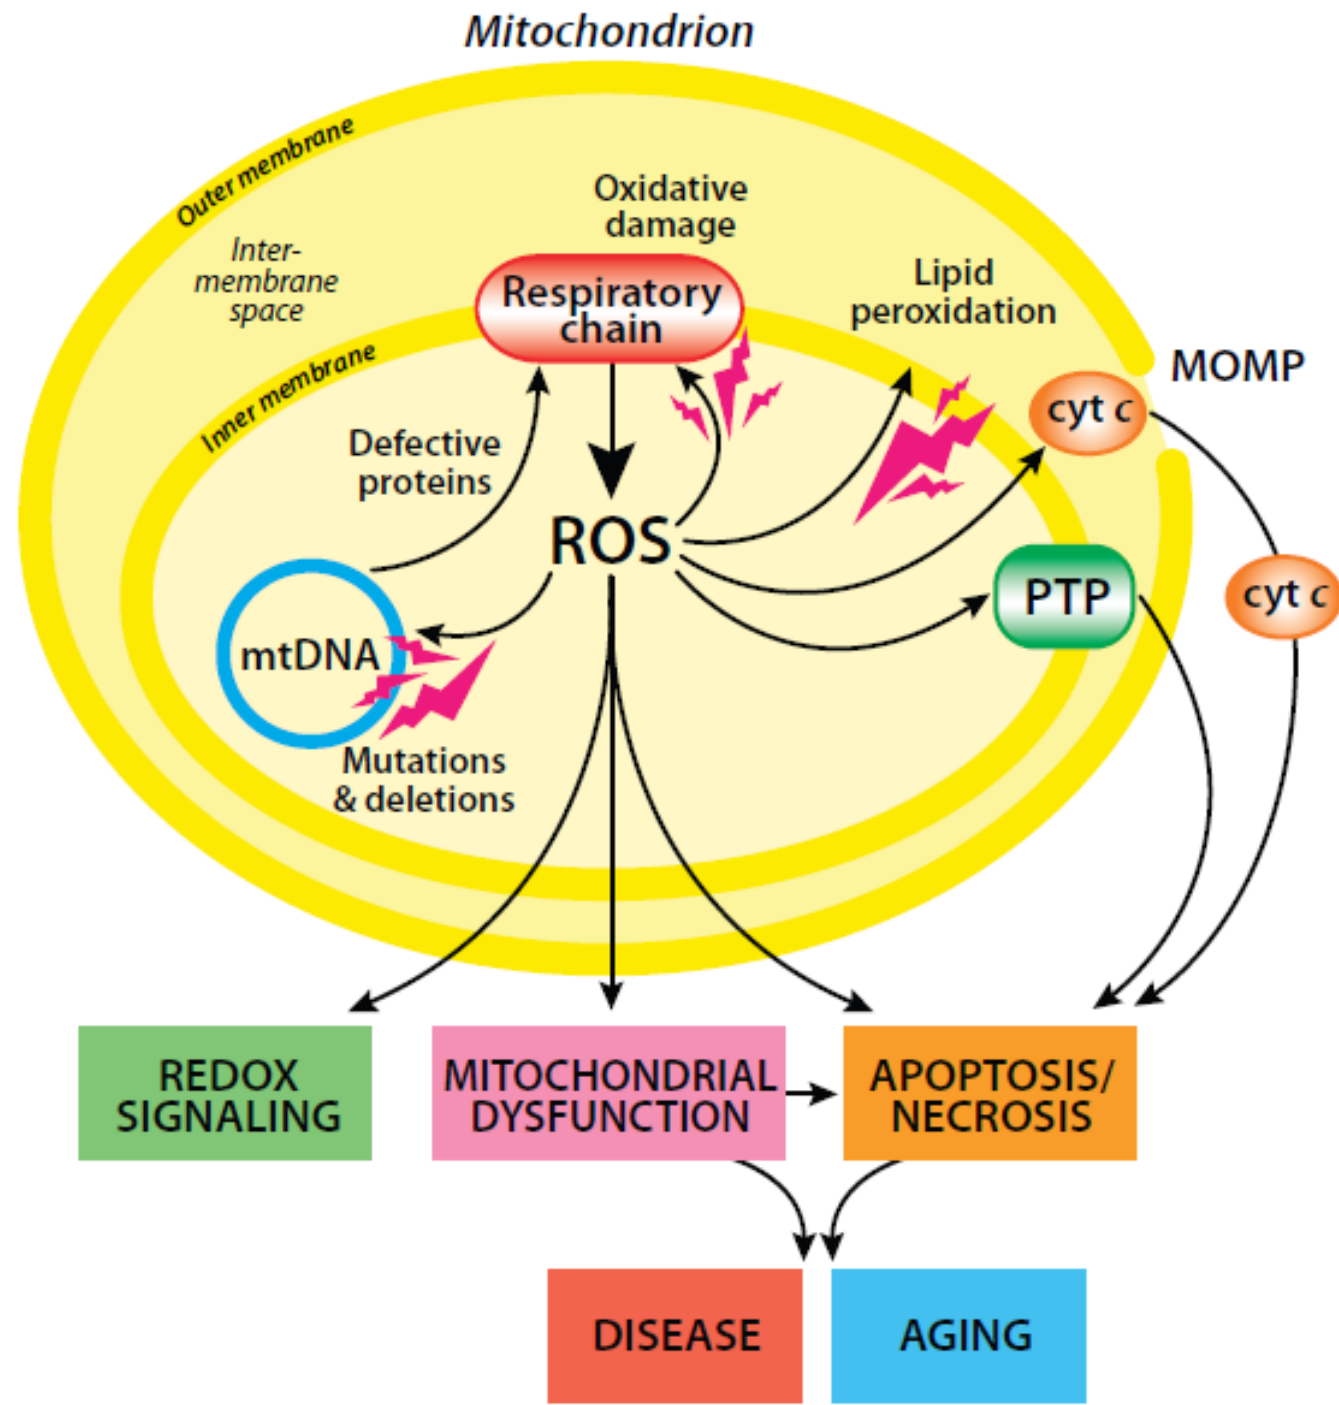 Mitochondrion
Outer membrane
Inter-
membrane
space
Inner membrane
Oxidative
damage
Respiratory
chain
Lipid
peroxidation
MOMP
cyt c
cyt c
Defective
proteins
ROS
PTP
mtDNA
Mutations
& deletions
REDOX
SIGNALING
MITOCHONDRIAL
DYSFUNCTION
APOPTOSIS/
NECROSIS
DISEASE
AGING